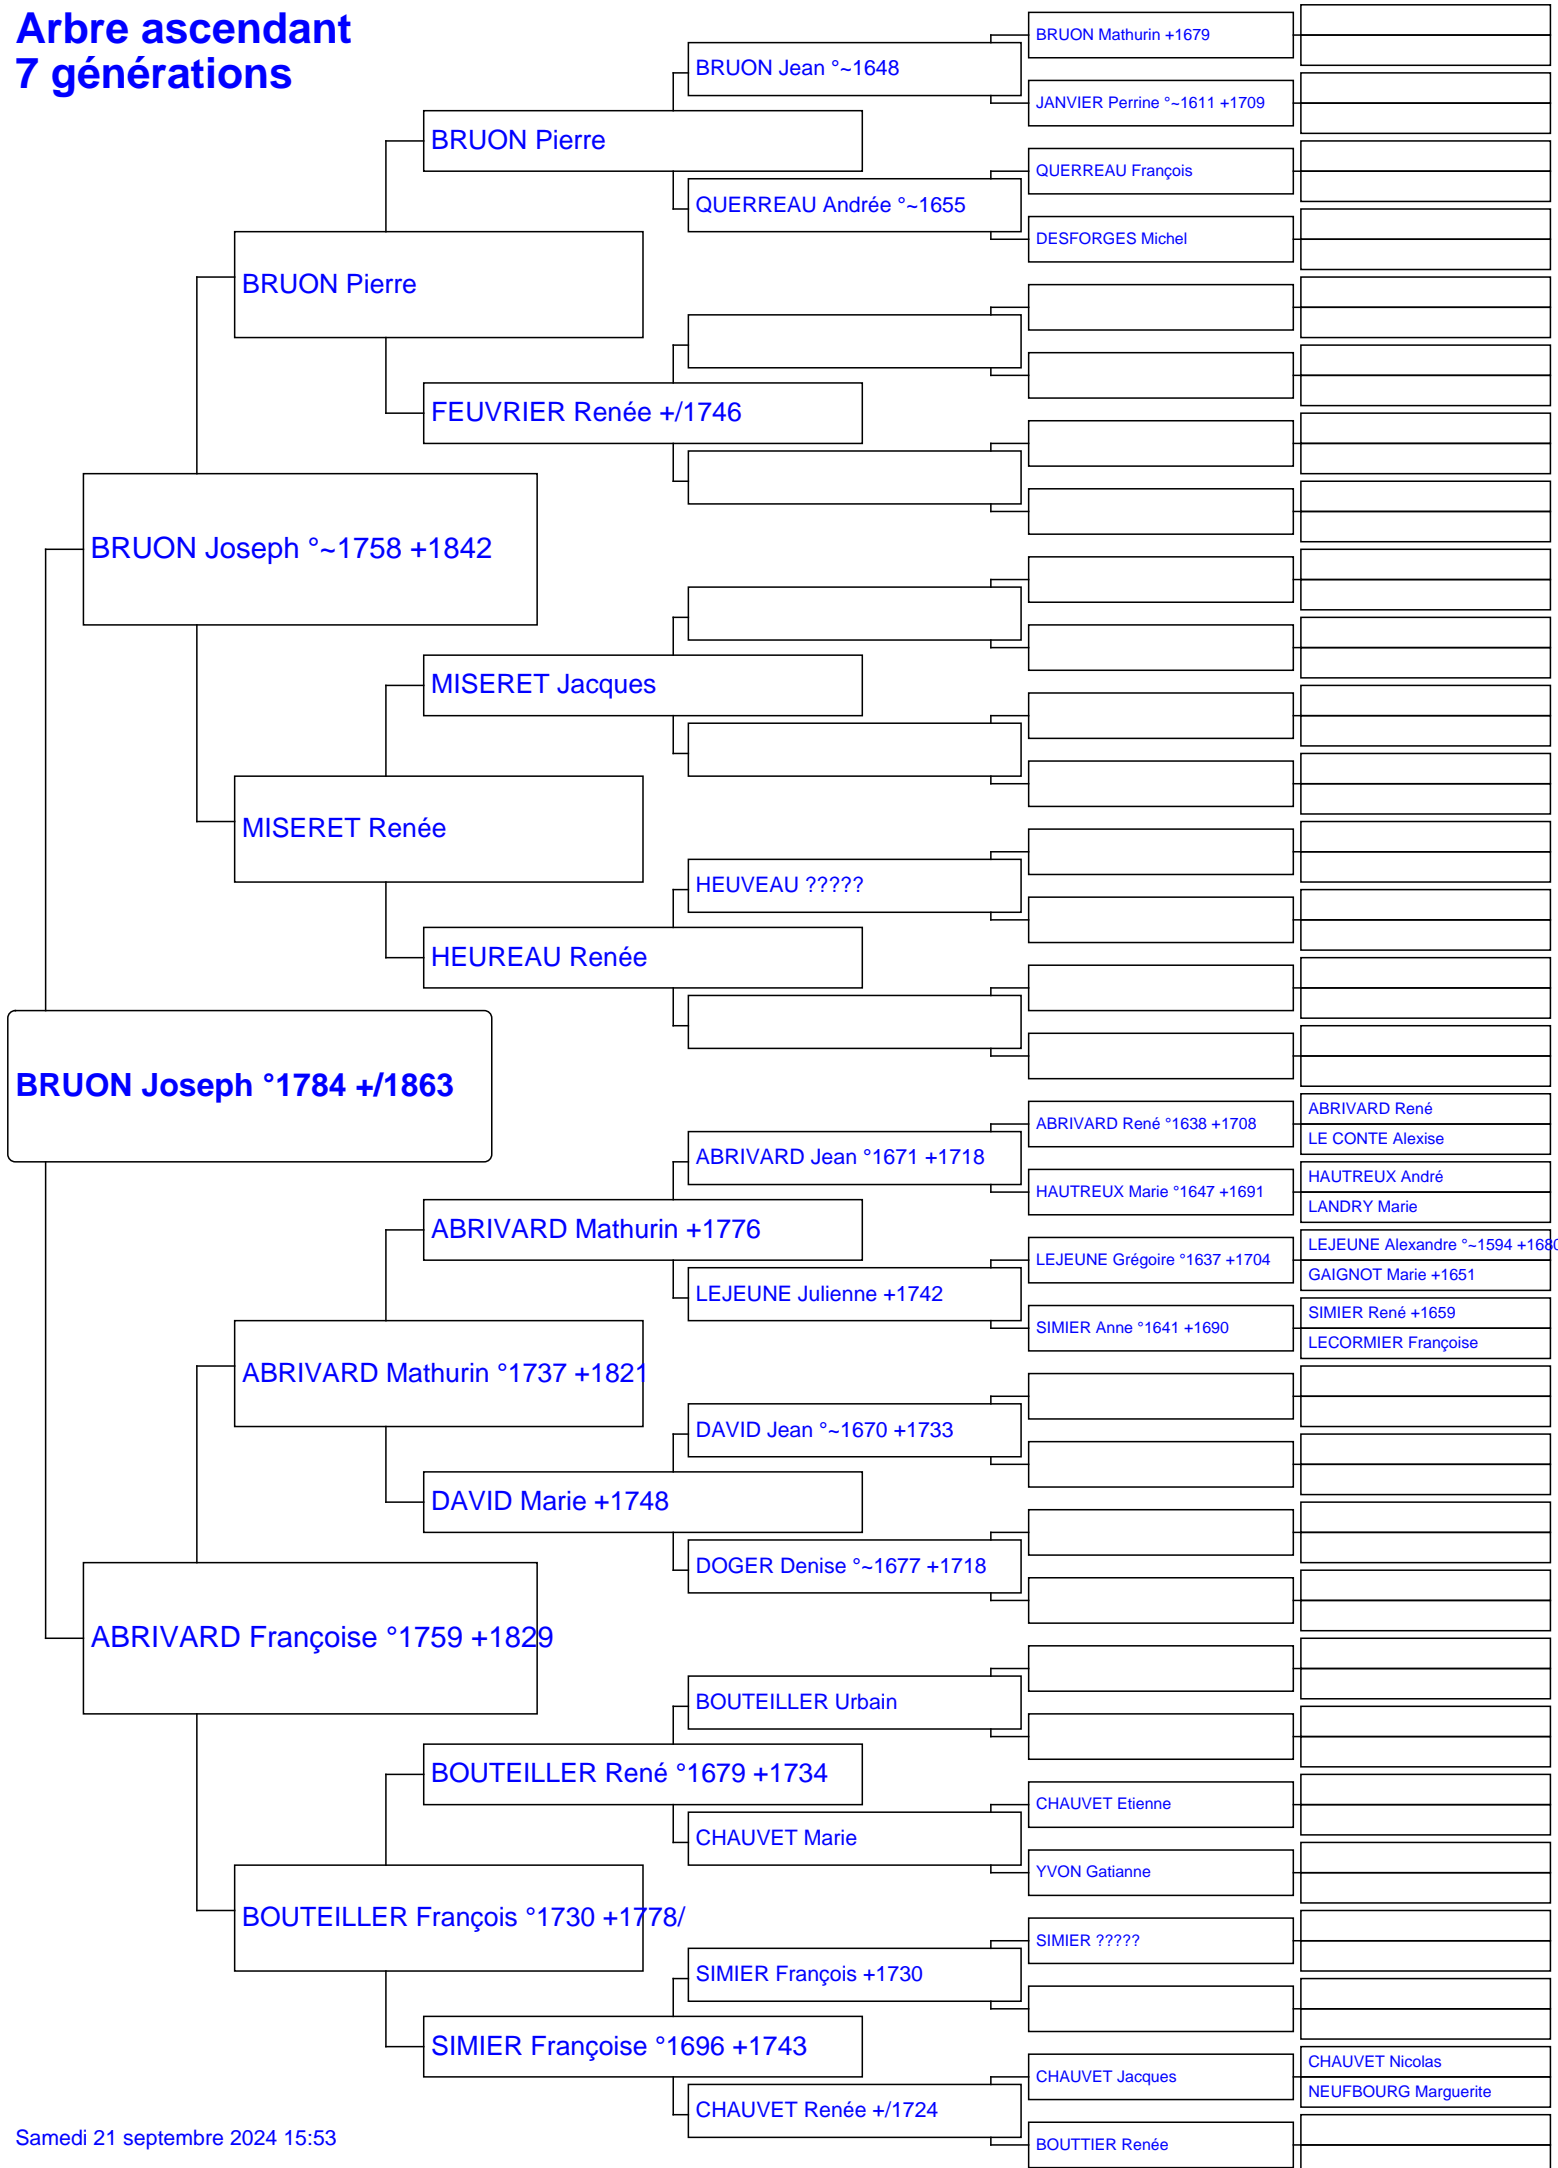 Arbre ascendant
7 générations
BRUON Mathurin +1679
BRUON Jean °~1648
JANVIER Perrine °~1611 +1709
BRUON Pierre
QUERREAU François
QUERREAU Andrée °~1655
DESFORGES Michel
BRUON Pierre
FEUVRIER Renée +/1746
BRUON Joseph °~1758 +1842
MISERET Jacques
MISERET Renée
HEUVEAU ?????
HEUREAU Renée
BRUON Joseph °1784 +/1863
ABRIVARD René
ABRIVARD René °1638 +1708
LE CONTE Alexise
ABRIVARD Jean °1671 +1718
HAUTREUX André
HAUTREUX Marie °1647 +1691
LANDRY Marie
ABRIVARD Mathurin +1776
LEJEUNE Alexandre °~1594 +1680
LEJEUNE Grégoire °1637 +1704
GAIGNOT Marie +1651
LEJEUNE Julienne +1742
SIMIER René +1659
SIMIER Anne °1641 +1690
LECORMIER Françoise
ABRIVARD Mathurin °1737 +1821
DAVID Jean °~1670 +1733
DAVID Marie +1748
DOGER Denise °~1677 +1718
ABRIVARD Françoise °1759 +1829
BOUTEILLER Urbain
BOUTEILLER René °1679 +1734
CHAUVET Etienne
CHAUVET Marie
YVON Gatianne
BOUTEILLER François °1730 +1778/
SIMIER ?????
SIMIER François +1730
SIMIER Françoise °1696 +1743
CHAUVET Nicolas
CHAUVET Jacques
NEUFBOURG Marguerite
CHAUVET Renée +/1724
BOUTTIER Renée
Samedi 21 septembre 2024 15:53